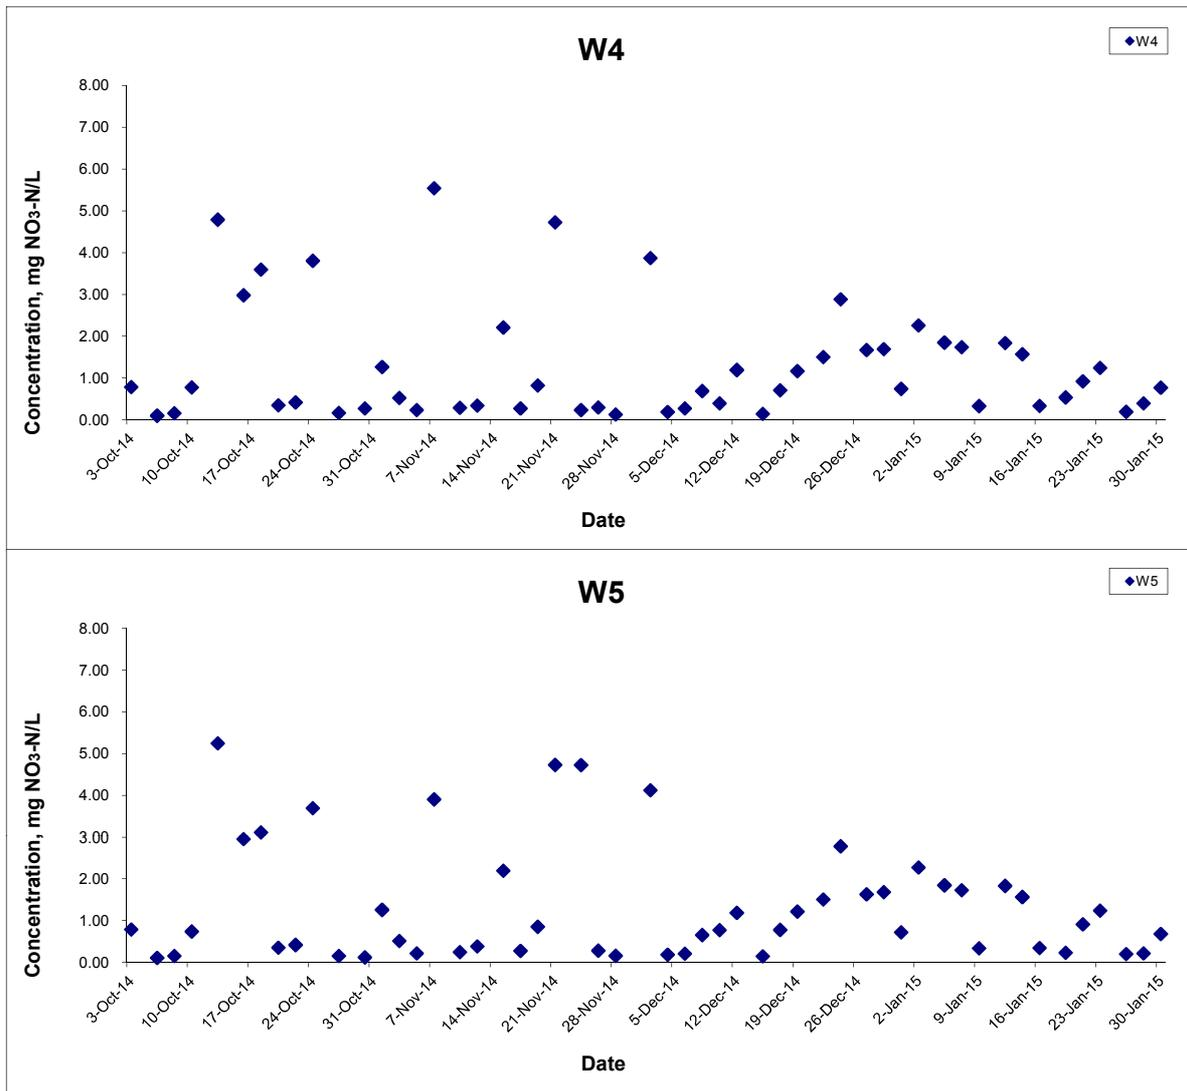 W4
W4
8.00
7.00
6.00
5.00
4.00
3.00
2.00
1.00
0.00
Concentration, mg NO3-N/L
3-Oct-14
10-Oct-14
17-Oct-14
24-Oct-14
31-Oct-14
7-Nov-14
14-Nov-14
21-Nov-14
28-Nov-14
5-Dec-14
12-Dec-14
19-Dec-14
26-Dec-14
2-Jan-15
9-Jan-15
16-Jan-15
23-Jan-15
30-Jan-15
Date
W5
W5
8.00
7.00
6.00
5.00
4.00
3.00
2.00
1.00
0.00
Concentration, mg NO3-N/L
3-Oct-14
10-Oct-14
17-Oct-14
24-Oct-14
31-Oct-14
7-Nov-14
14-Nov-14
21-Nov-14
28-Nov-14
5-Dec-14
12-Dec-14
19-Dec-14
26-Dec-14
2-Jan-15
9-Jan-15
16-Jan-15
23-Jan-15
30-Jan-15
Date